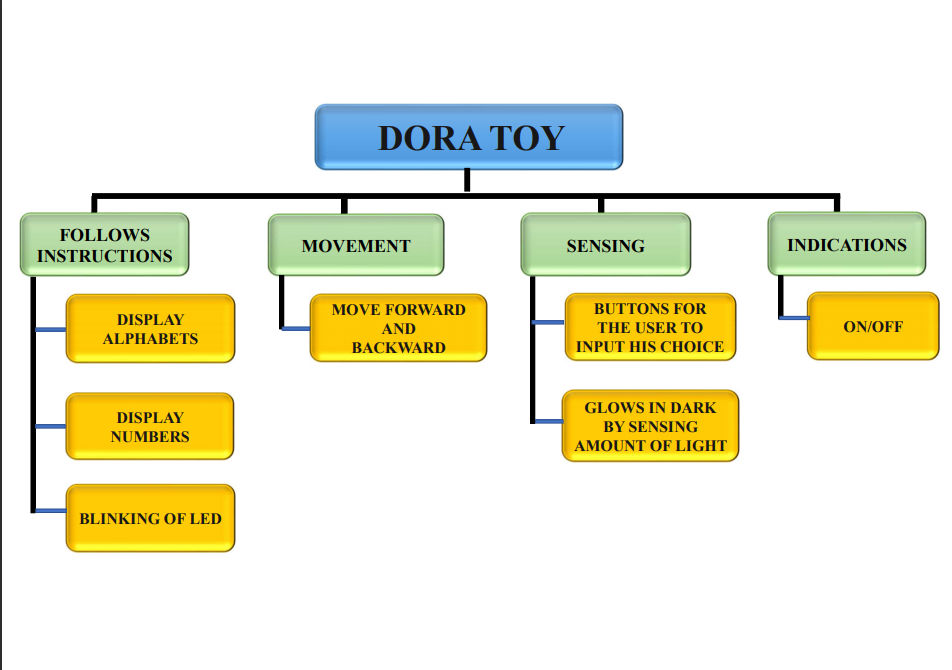 DORA TOY
FOLLOWS
INSTRUCTIONS
DISPLAY
ALPHABETS
DISPLAY
NUMBERS
BLINKING OF LED
MOVEMENT
MOVE FORWARD
AND
BACKWARD
SENSING
BUTTONS FOR
THE USER TO
INPUT HIS CHOICE
GLOWS IN DARK
BY SENSING
AMOUNT OF LIGHT
INDICATIONS
ON/OFF